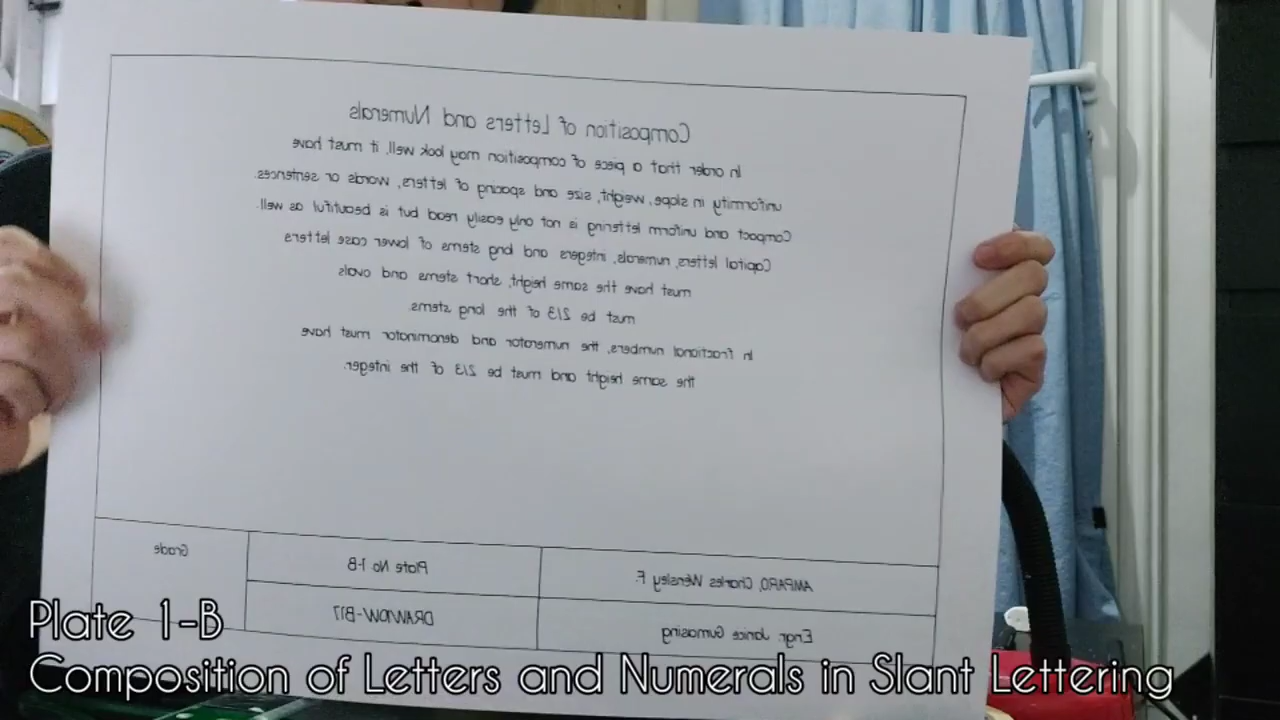 Composition of Letters and Numerals
In order that a piece of composition may look well, it must have
uniformity in slope, weight, size and spacing of letters, words or sentences.
Compact and uniform lettering is not only easily read but is beautiful as well.
Capital letters, numerals, integers and long stems of lower case letters
must have the same height, short stems and ovals
must be 2/3 of the long stems.
In fractional numbers, the numerator and denominator must have
the same height and must be 2/3 of the integer.
AMPARO, Charles Wensley F.
Plate No. 1-B
Grade
Engr. Janice Gumasing
DRAW1DW-B17
Plate 1-B
Composition of Letters and Numerals in Slant Lettering